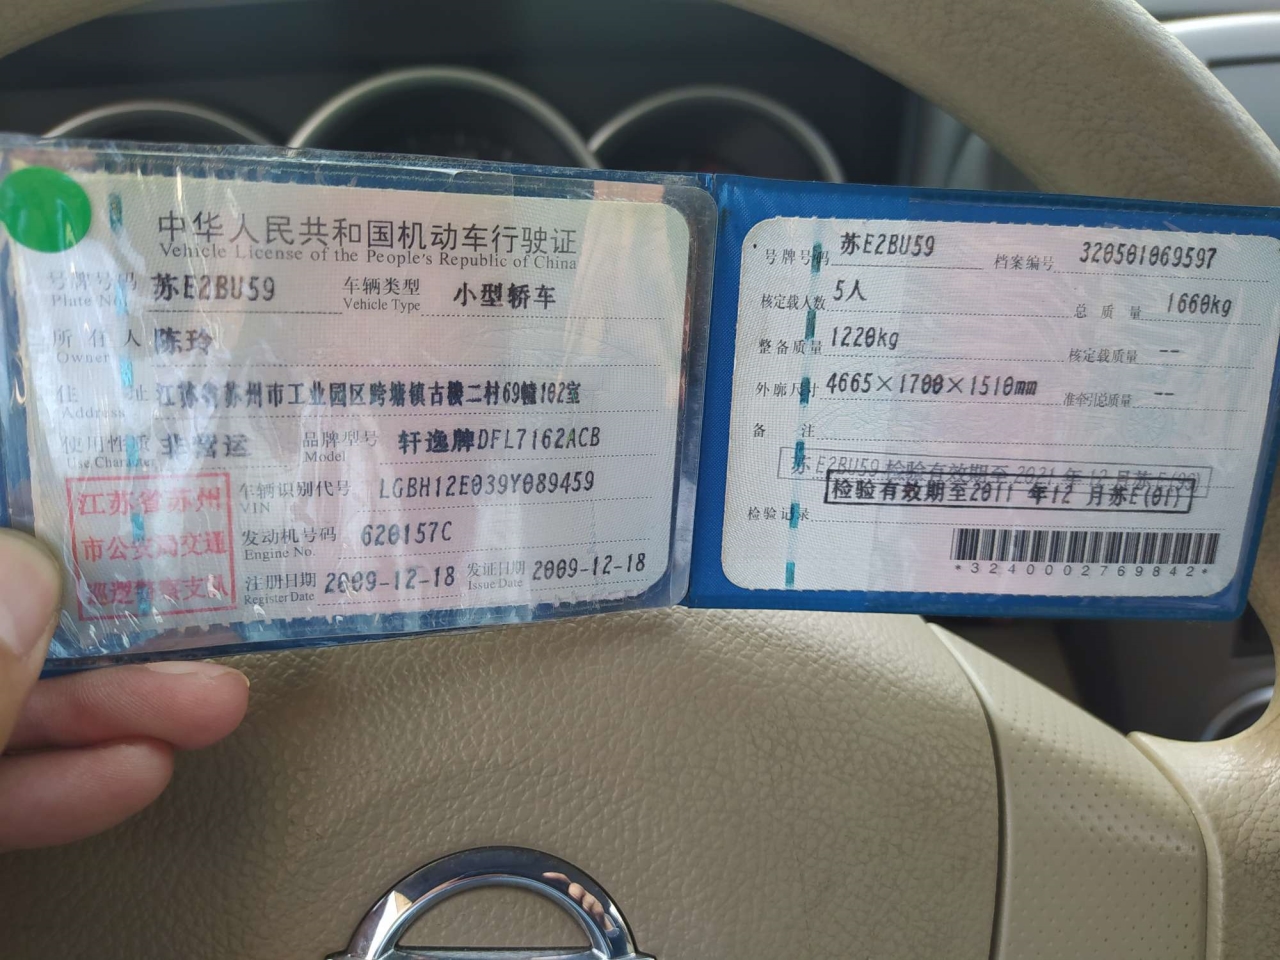 中华人民共和国机动车行驶证
Vehicle License of the People's Republic of China
号牌号码 苏E2BU59 车辆类型 小型轿车
Plate No. Vehicle Type
所有人 陈玲
Owner
住址 江苏省苏州市工业园区跨塘镇古楼二村69幢102室
Address
使用性质 非营运 品牌型号 轩逸牌DFL7162ACB
Use Character Model
江苏省苏州
市公安局交通
巡逻警察支队
车辆识别代号 LGBH12E039Y089459
VIN
发动机号码 620157C
Engine No.
注册日期 2009-12-18 发证日期 2009-12-18
Register Date Issue Date
号牌号码 苏E2BU59 档案编号 320501069597
核定载人数 5人 总质量 1660kg
整备质量 1220kg 核定载质量 --
外廓尺寸 4665×1700×1510mm 准牵引总质量 --
备注
苏E2BU59 检验有效期至 2021 年 12 月苏E
检验有效期至2011 年12 月苏E(01)
检验记录
*3240002769842*